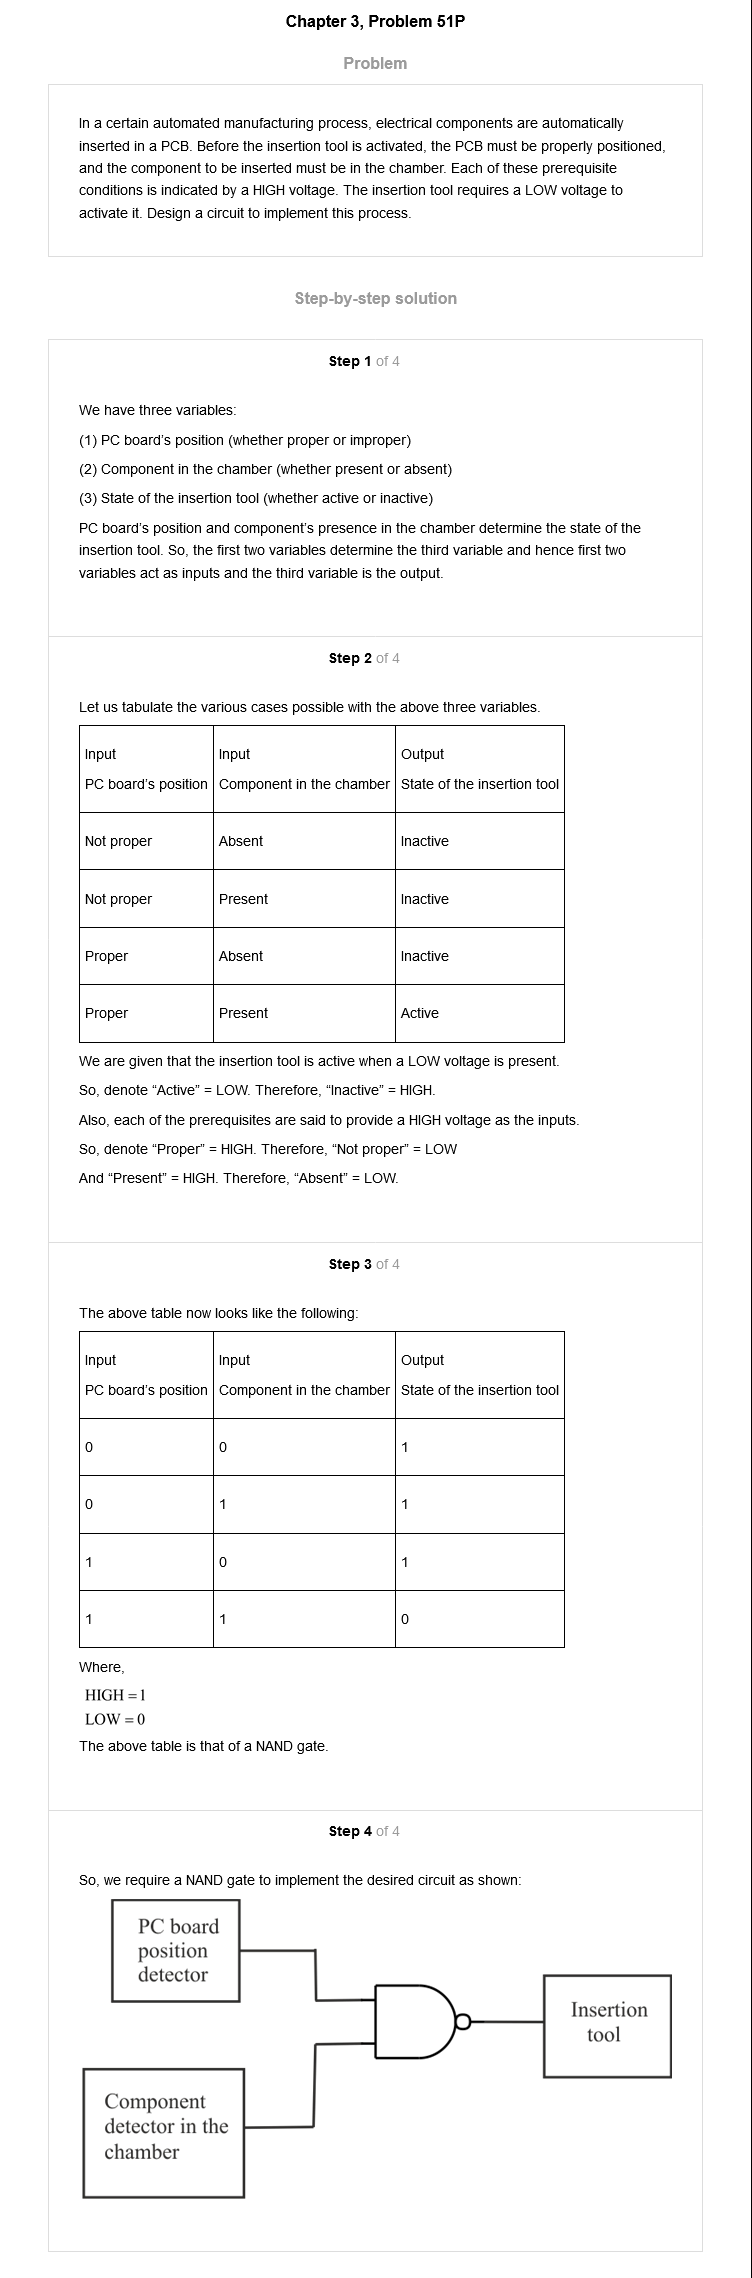 Chapter 3, Problem 51P
Problem
In a certain automated manufacturing process, electrical components are automatically
inserted in a PCB. Before the insertion tool is activated, the PCB must be properly positioned,
and the component to be inserted must be in the chamber. Each of these prerequisite
conditions is indicated by a HIGH voltage. The insertion tool requires a LOW voltage to
activate it. Design a circuit to implement this process.
Step-by-step solution
Step 1 of 4
We have three variables:
(1) PC board's position (whether proper or improper)
(2) Component in the chamber (whether present or absent)
(3) State of the insertion tool (whether active or inactive)
PC board's position and component's presence in the chamber determine the state of the
insertion tool. So, the first two variables determine the third variable and hence first two
variables act as inputs and the third variable is the output.
Step 2 of 4
Let us tabulate the various cases possible with the above three variables.
Input Input Output
PC board's position Component in the chamber State of the insertion tool
Not proper Absent Inactive
Not proper Present Inactive
Proper Absent Inactive
Proper Present Active
We are given that the insertion tool is active when a LOW voltage is present.
So, denote “Active” = LOW. Therefore, “Inactive” = HIGH.
Also, each of the prerequisites are said to provide a HIGH voltage as the inputs.
So, denote “Proper” = HIGH. Therefore, “Not proper” = LOW
And “Present” = HIGH. Therefore, “Absent” = LOW.
Step 3 of 4
The above table now looks like the following:
Input Input Output
PC board's position Component in the chamber State of the insertion tool
0 0 1
0 1 1
1 0 1
1 1 0
Where,
HIGH = 1
LOW = 0
The above table is that of a NAND gate.
Step 4 of 4
So, we require a NAND gate to implement the desired circuit as shown:
PC board
position
detector
Insertion
tool
Component
detector in the
chamber